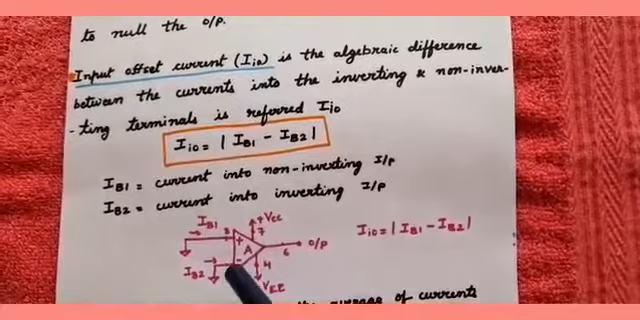 to null the o/p.
Input offset current (Iio) is the algebraic difference
between the currents into the inverting & non-inver-
-ting terminals is referred Iio
Iio = | IB1 - IB2 |
IB1 = current into non-inverting I/p
IB2 = current into inverting I/p
IB1
3
+
+VCC
7
A
6
o/p
Iio = | IB1 - IB2 |
IB2
-
4
VEE
the average of currents